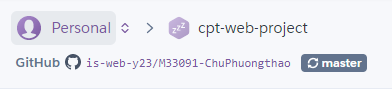 Personal > cpt-web-project
GitHub is-web-y23/M33091-ChuPhuongthao master